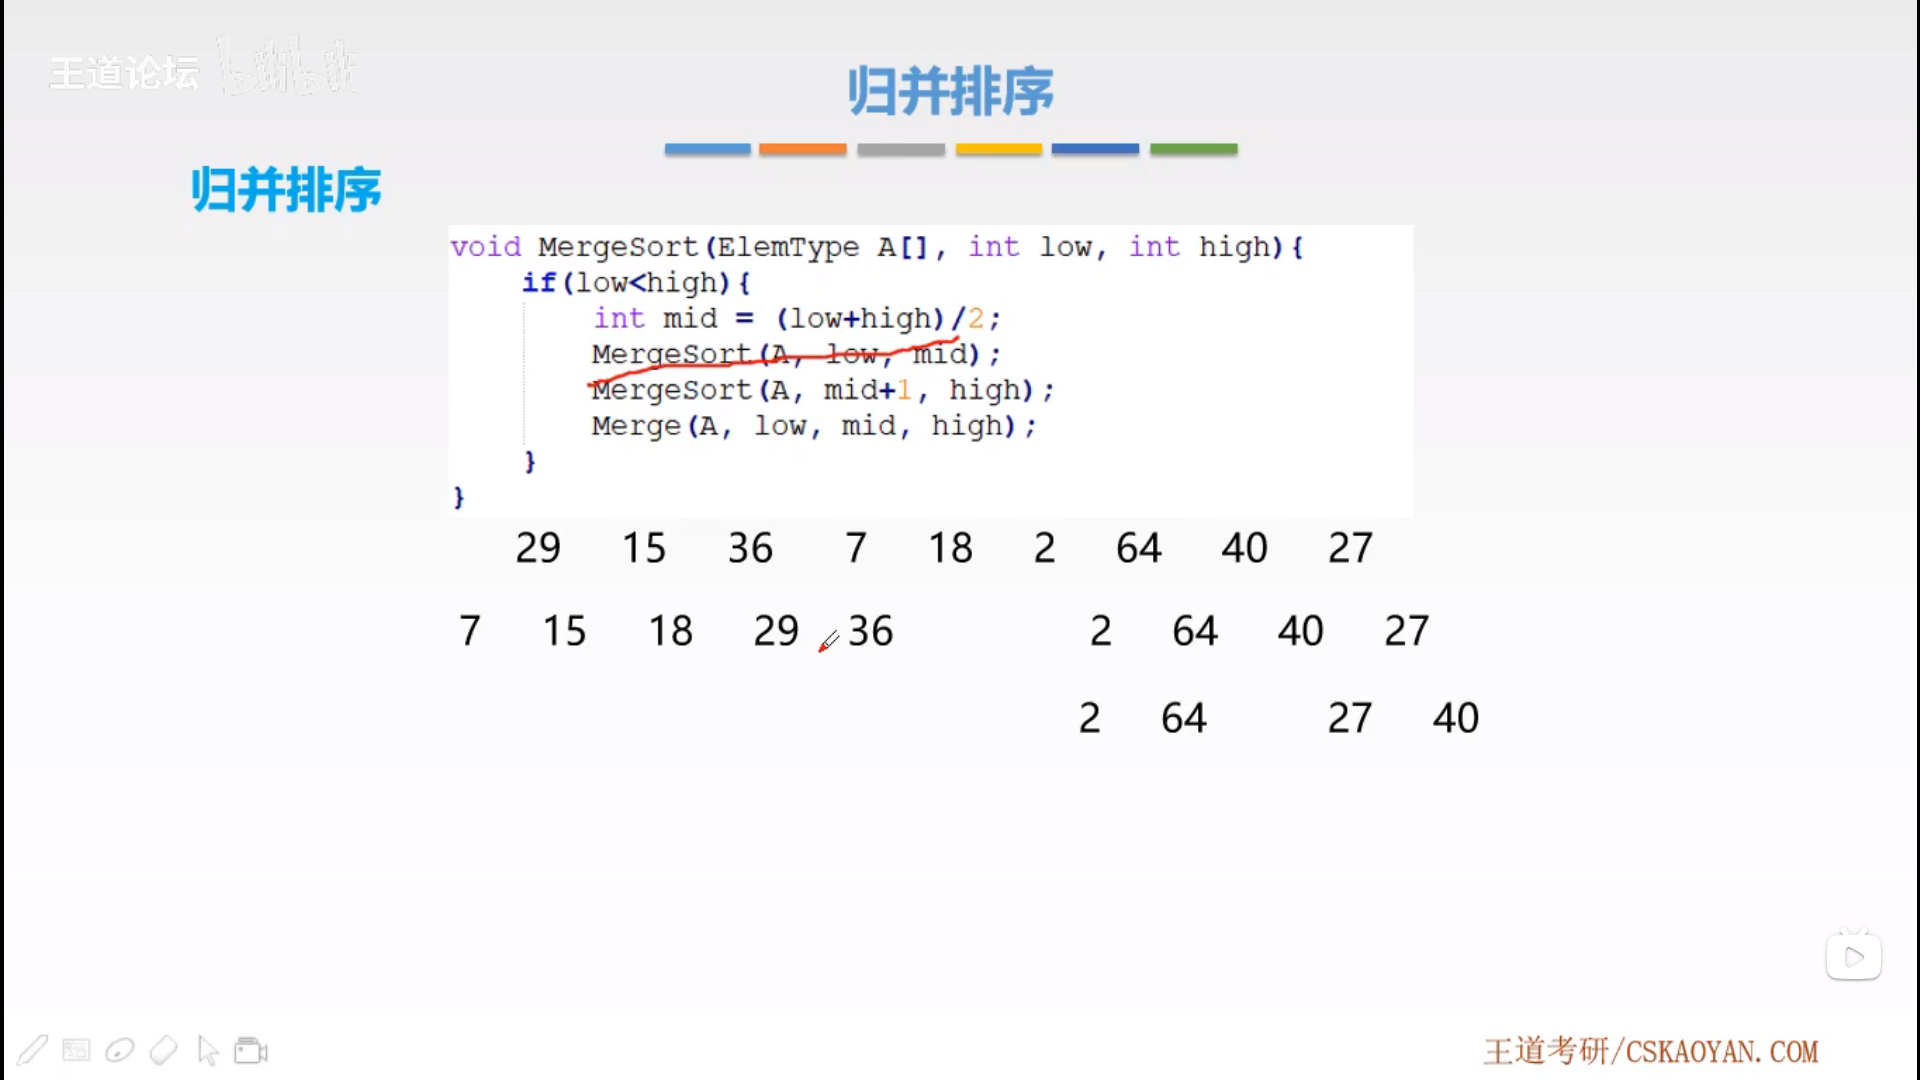 王道论坛 bilibili
归并排序
归并排序
void MergeSort(ElemType A[], int low, int high){
if(low<high){
int mid = (low+high)/2;
MergeSort(A, low, mid);
MergeSort(A, mid+1, high);
Merge(A, low, mid, high);
}
}
29 15 36 7 18 2 64 40 27
7 15 18 29 36 2 64 40 27
2 64 27 40
王道考研/CSKAOYAN.COM